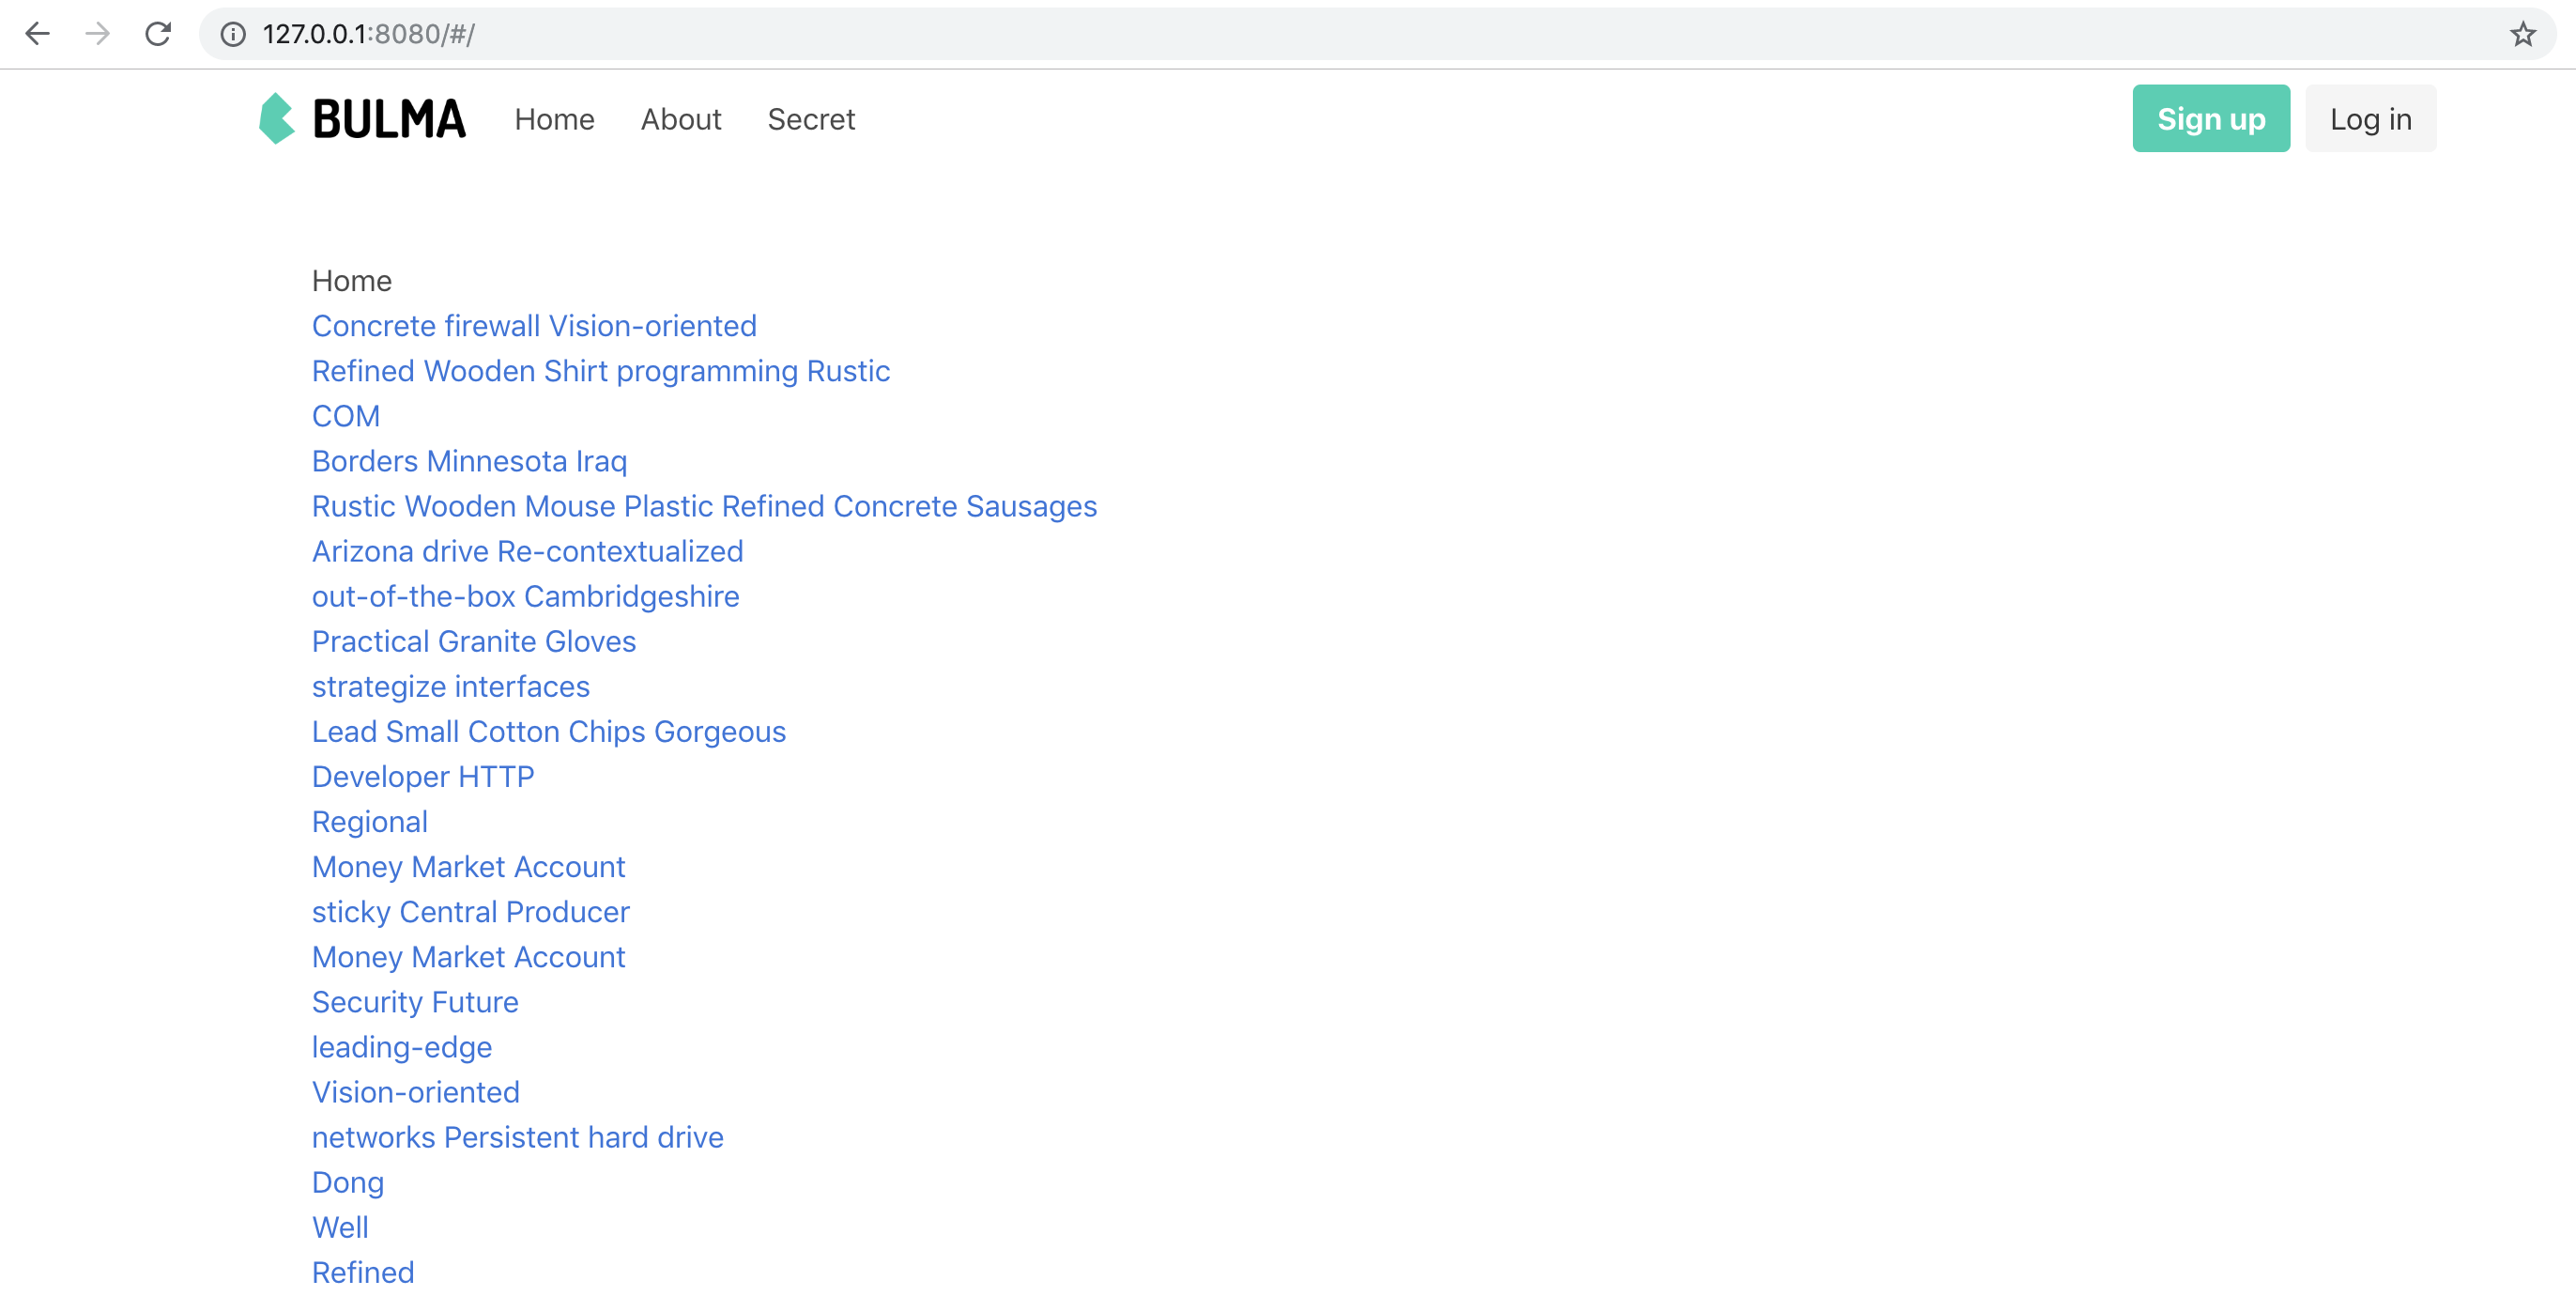 127.0.0.1:8080/#/
BULMA Home About Secret Sign up Log in
Home
Concrete firewall Vision-oriented
Refined Wooden Shirt programming Rustic
COM
Borders Minnesota Iraq
Rustic Wooden Mouse Plastic Refined Concrete Sausages
Arizona drive Re-contextualized
out-of-the-box Cambridgeshire
Practical Granite Gloves
strategize interfaces
Lead Small Cotton Chips Gorgeous
Developer HTTP
Regional
Money Market Account
sticky Central Producer
Money Market Account
Security Future
leading-edge
Vision-oriented
networks Persistent hard drive
Dong
Well
Refined